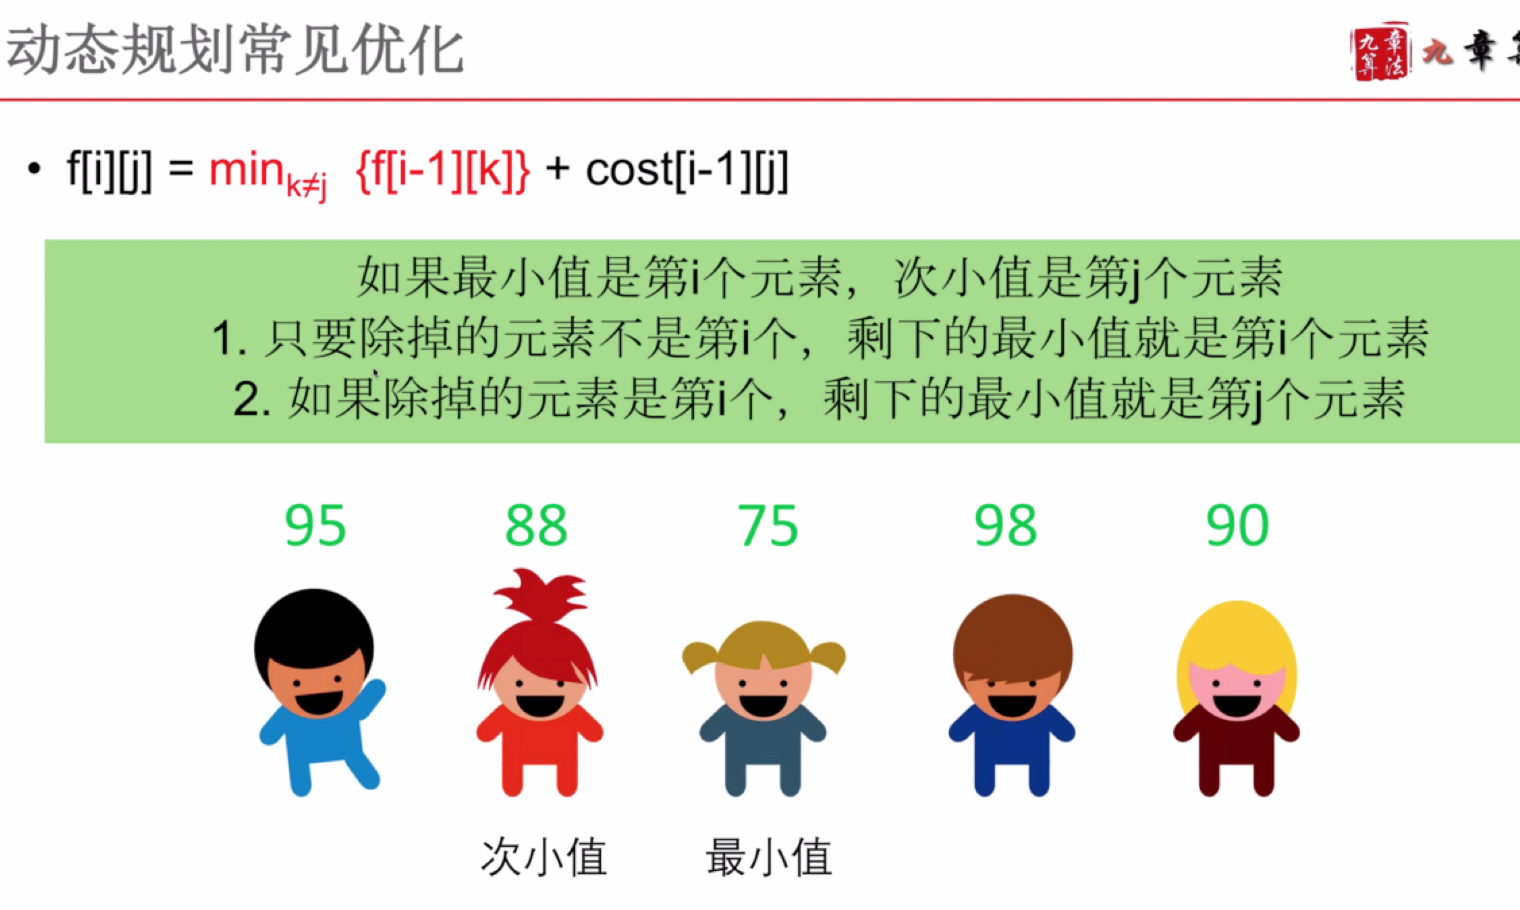 动态规划常见优化
九章算法
九章
• f[i][j] = min_{k≠j} {f[i-1][k]} + cost[i-1][j]
如果最小值是第i个元素，次小值是第j个元素
1. 只要除掉的元素不是第i个，剩下的最小值就是第i个元素
2. 如果除掉的元素是第i个，剩下的最小值就是第j个元素
95 88 75 98 90
次小值 最小值